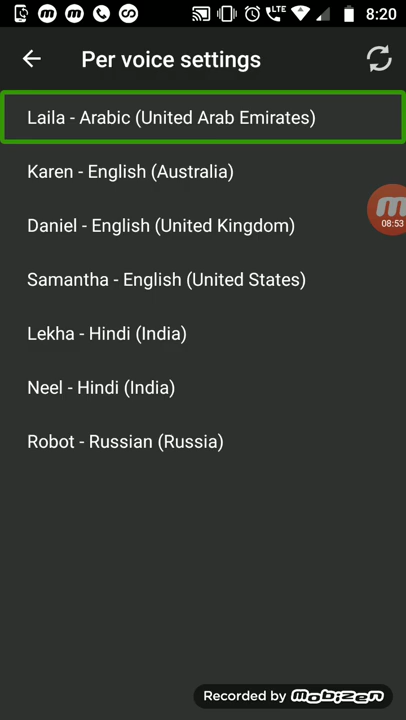 8:20
LTE
Per voice settings
Laila - Arabic (United Arab Emirates)
Karen - English (Australia)
08:53
Daniel - English (United Kingdom)
Samantha - English (United States)
Lekha - Hindi (India)
Neel - Hindi (India)
Robot - Russian (Russia)
Recorded by mobizen